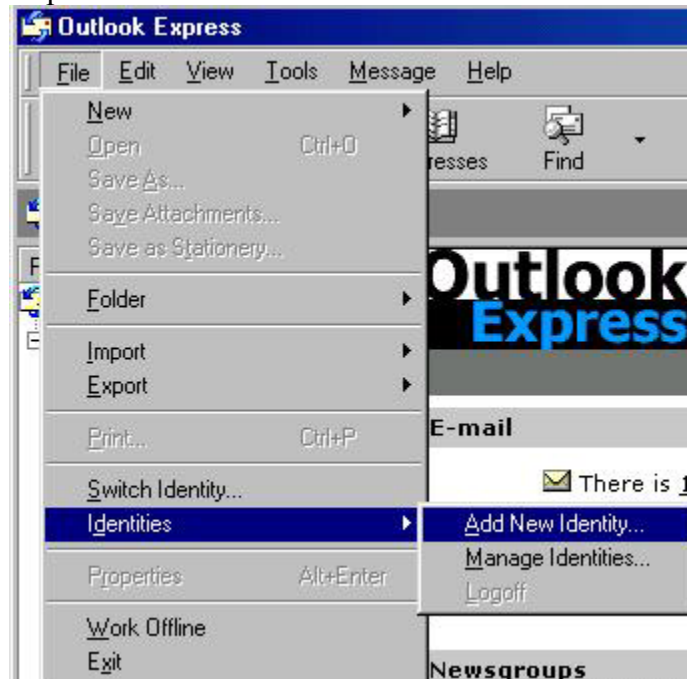 Outlook Express
File Edit View Tools Message Help
New
Open Ctrl+O
Save As...
Save Attachments...
Save as Stationery...
resses Find
Folder
Outlook
Express
Import
Export
Print... Ctrl+P
E-mail
Switch Identity...
There is 1
Identities
Add New Identity...
Manage Identities...
Logoff
Properties Alt+Enter
Work Offline
Exit
Newsgroups